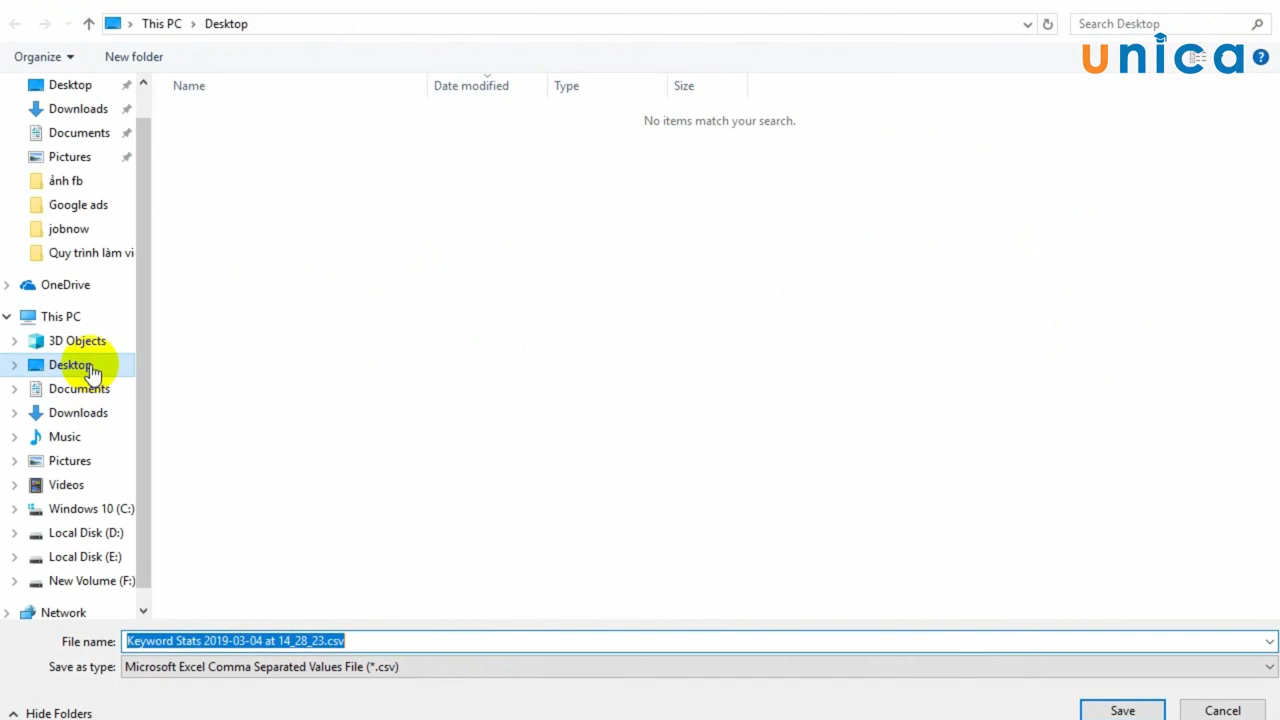 This PC > Desktop
Search Desktop
unica
Organize
New folder
Name
Date modified
Type
Size
No items match your search.
Desktop
Downloads
Documents
Pictures
ảnh fb
Google ads
jobnow
Quy trình làm vi
OneDrive
This PC
3D Objects
Desktop
Documents
Downloads
Music
Pictures
Videos
Windows 10 (C:)
Local Disk (D:)
Local Disk (E:)
New Volume (F:)
Network
File name: Keyword Stats 2019-03-04 at 14_28_23.csv
Save as type: Microsoft Excel Comma Separated Values File (*.csv)
Hide Folders
Save
Cancel